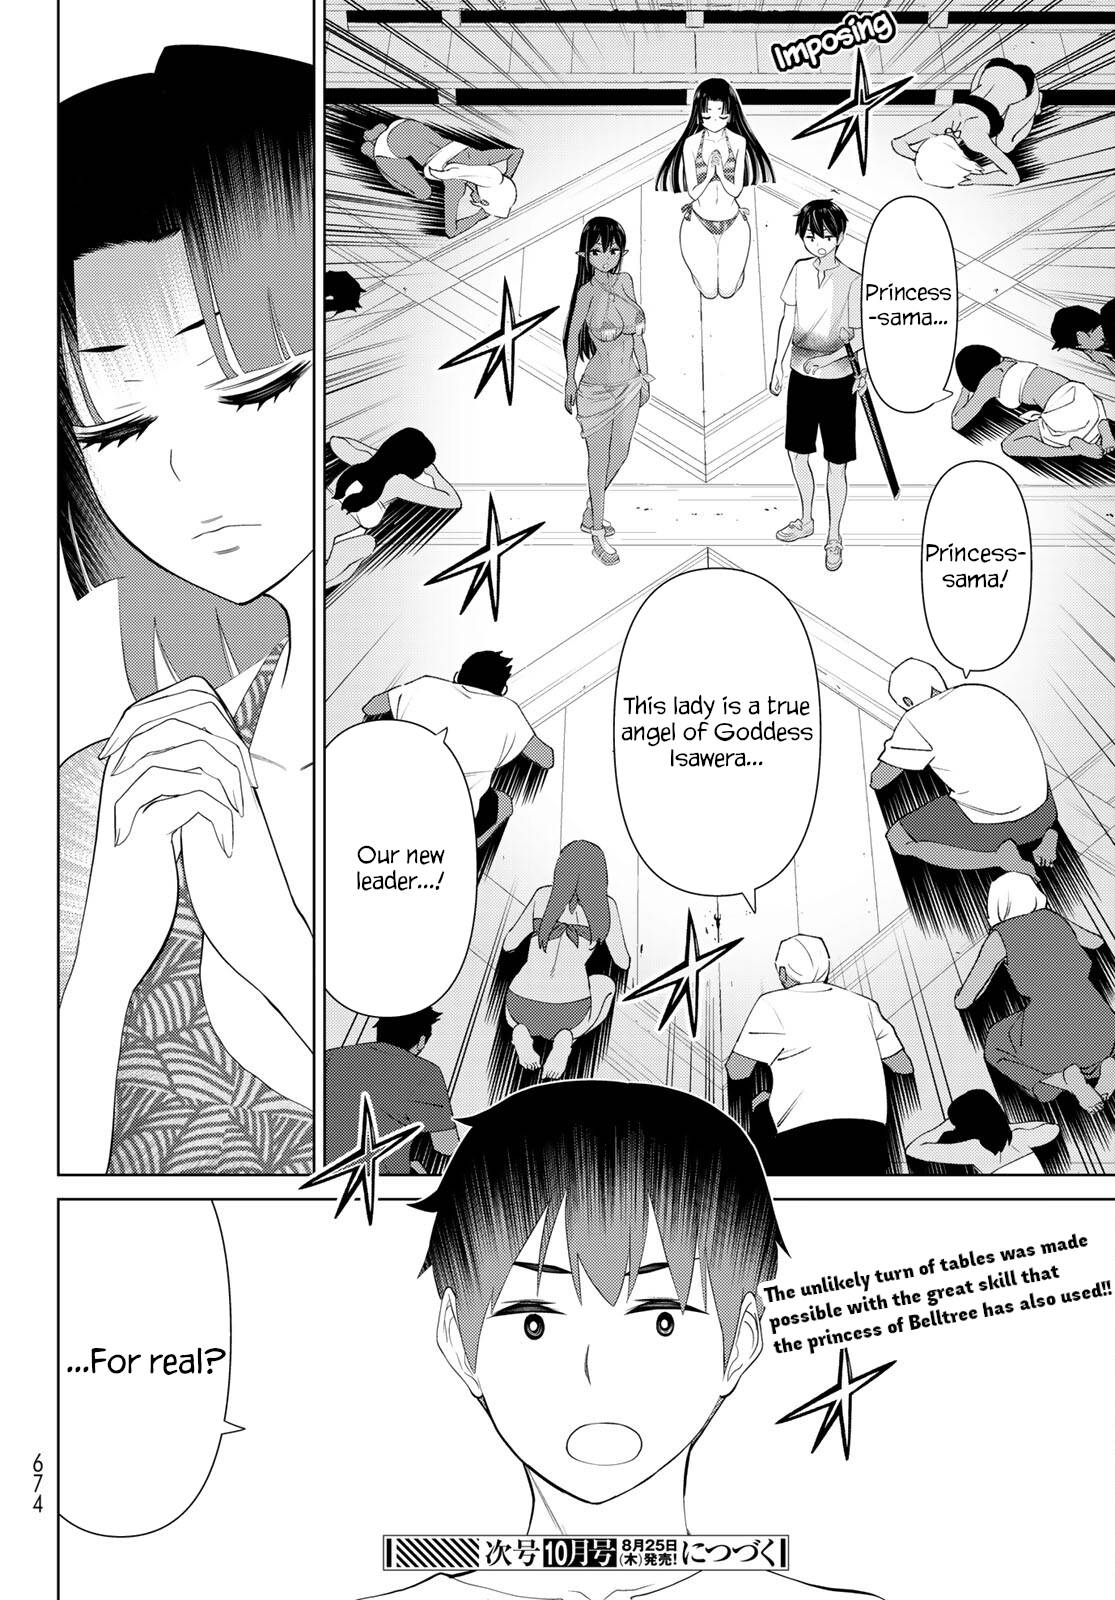 Imposing
Princess
-sama...
Princess-
sama!
This lady is a true
angel of Goddess
Isawera...
Our new
leader...!
The unlikely turn of tables was made
possible with the great skill that
the princess of Belltree has also used!!
...For real?
674
次号10月号8月25日(木)発売!につづく